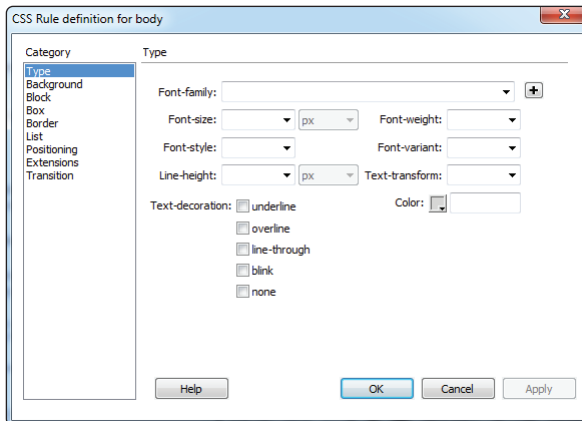 CSS Rule definition for body
Category
Type
Type
Background
Block
Box
Border
List
Positioning
Extensions
Transition
Font-family:
Font-size: px Font-weight:
Font-style: Font-variant:
Line-height: px Text-transform:
Text-decoration: underline Color:
overline
line-through
blink
none
Help OK Cancel Apply